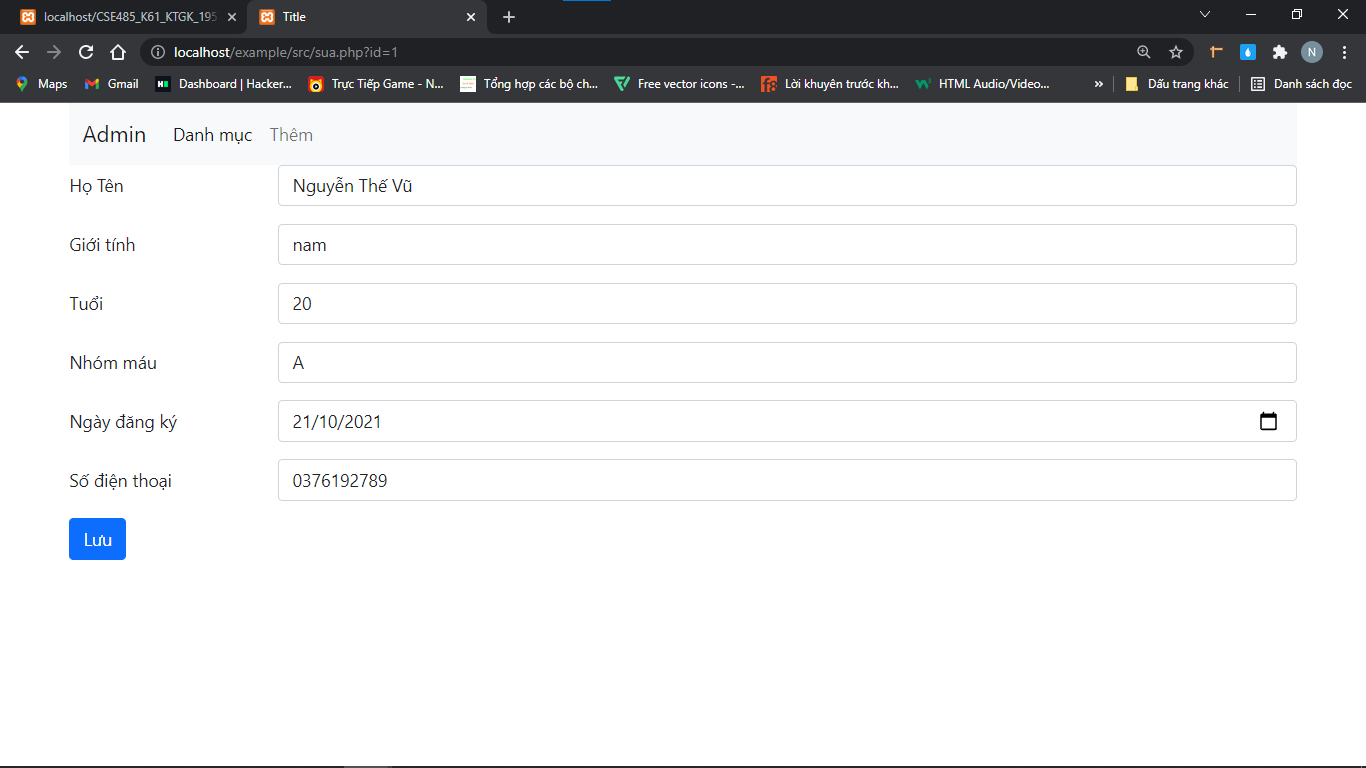 localhost/CSE485_K61_KTGK_195
Title
localhost/example/src/sua.php?id=1
N
Maps
Gmail
Dashboard | Hacker...
Trực Tiếp Game - N...
Tổng hợp các bộ ch...
Free vector icons -...
Lời khuyên trước kh...
HTML Audio/Video...
»
Dấu trang khác
Danh sách đọc
Admin
Danh mục
Thêm
Họ Tên
Nguyễn Thế Vũ
Giới tính
nam
Tuổi
20
Nhóm máu
A
Ngày đăng ký
21/10/2021
Số điện thoại
0376192789
Lưu